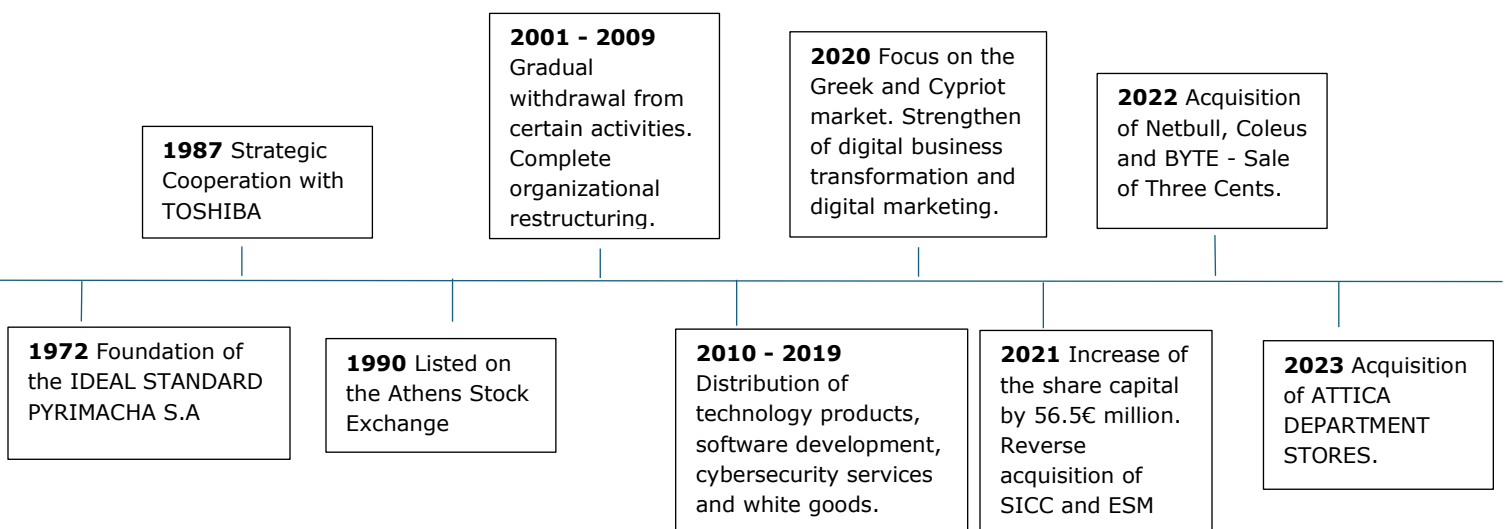 2001 - 2009
Gradual
withdrawal from
certain activities.
Complete
organizational
restructuring.
2020 Focus on the
Greek and Cypriot
market. Strengthen
of digital business
transformation and
digital marketing.
2022 Acquisition
of Netbull, Coleus
and BYTE - Sale
of Three Cents.
1987 Strategic
Cooperation with
TOSHIBA
1972 Foundation of
the IDEAL STANDARD
PYRIMACHA S.A
1990 Listed on
the Athens Stock
Exchange
2010 - 2019
Distribution of
technology products,
software development,
cybersecurity services
and white goods.
2021 Increase of
the share capital
by 56.5€ million.
Reverse
acquisition of
SICC and ESM
2023 Acquisition
of ATTICA
DEPARTMENT
STORES.